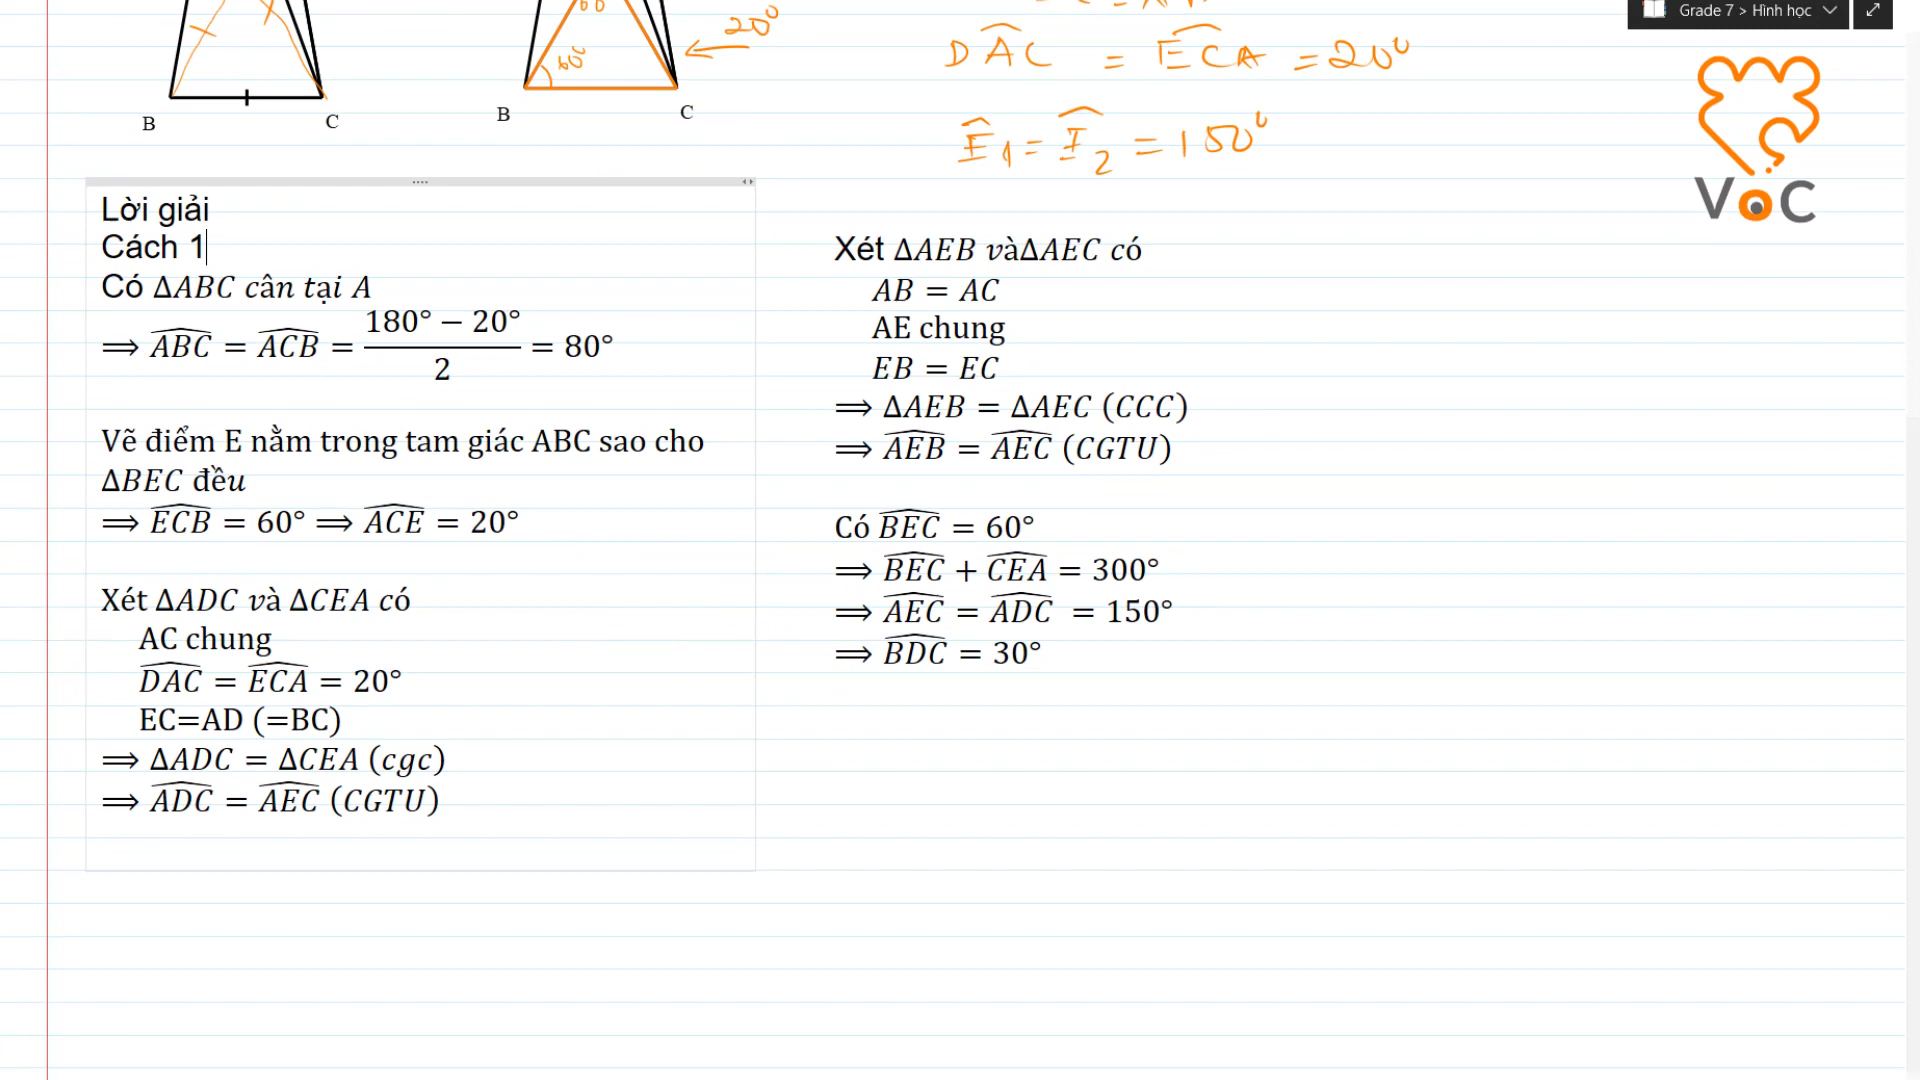 Grade 7 > Hình học
60
20°
60°
DAC = ECA = 20°
E1 = E2 = 150°
B
C
B
C
VOC
Lời giải
Cách 1
Có ΔABC cân tại A
⟹ ABC = ACB = (180° − 20°)/2 = 80°
Vẽ điểm E nằm trong tam giác ABC sao cho
ΔBEC đều
⟹ ECB = 60° ⟹ ACE = 20°
Xét ΔADC và ΔCEA có
AC chung
DAC = ECA = 20°
EC=AD (=BC)
⟹ ΔADC = ΔCEA (cgc)
⟹ ADC = AEC (CGTU)
Xét ΔAEB vàΔAEC có
AB = AC
AE chung
EB = EC
⟹ ΔAEB = ΔAEC (CCC)
⟹ AEB = AEC (CGTU)
Có BEC = 60°
⟹ BEC + CEA = 300°
⟹ AEC = ADC = 150°
⟹ BDC = 30°